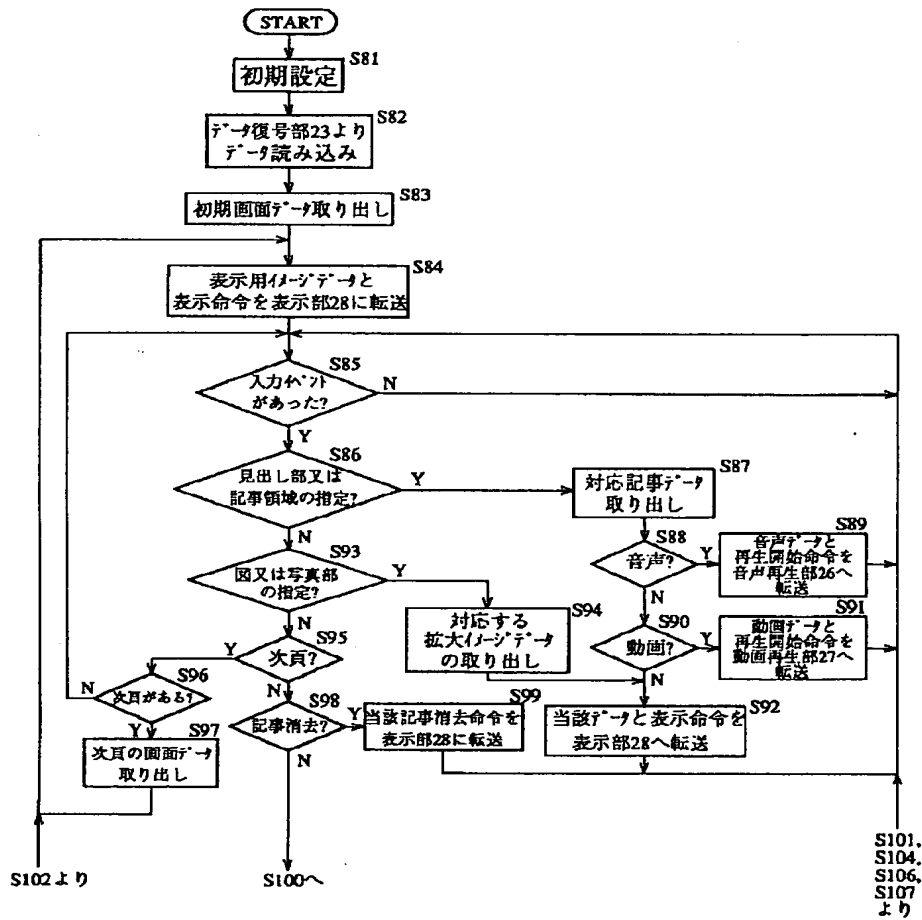 START
S81
初期設定
S82
データ復号部23より
データ読み込み
S83
初期画面データ取り出し
S84
表示用イメージデータと
表示命令を表示部28に転送
S85
入力イベント
があった?
N
Y
S86
見出し部又は
記事領域の指定?
Y
N
S87
対応記事データ
取り出し
S88
音声?
Y
N
S89
音声データと
再生開始命令を
音声再生部26へ
転送
S93
図又は写真部
の指定?
Y
N
S94
対応する
拡大イメージデータ
の取り出し
S90
動画?
Y
N
S91
動画データと
再生開始命令を
動画再生部27へ
転送
S95
次頁?
Y
N
S96
次頁がある?
N
Y
S97
次頁の画面データ
取り出し
S98
記事消去?
Y
N
S99
当該記事消去命令を
表示部28に転送
S92
当該データと表示命令を
表示部28へ転送
S102より
S100へ
S101.
S104.
S106.
S107
より